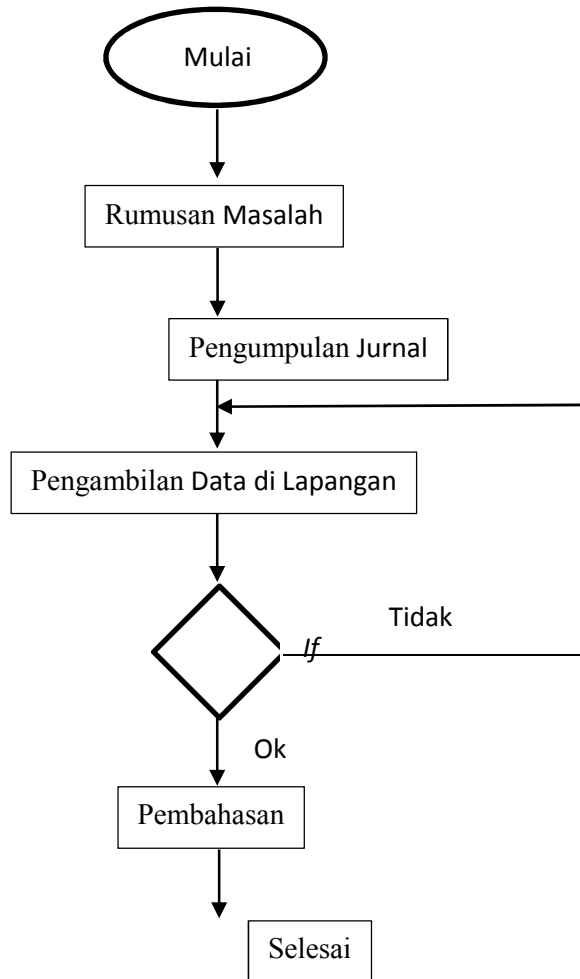 Mulai
Rumusan Masalah
Pengumpulan Jurnal
Pengambilan Data di Lapangan
Tidak
If
Ok
Pembahasan
Selesai